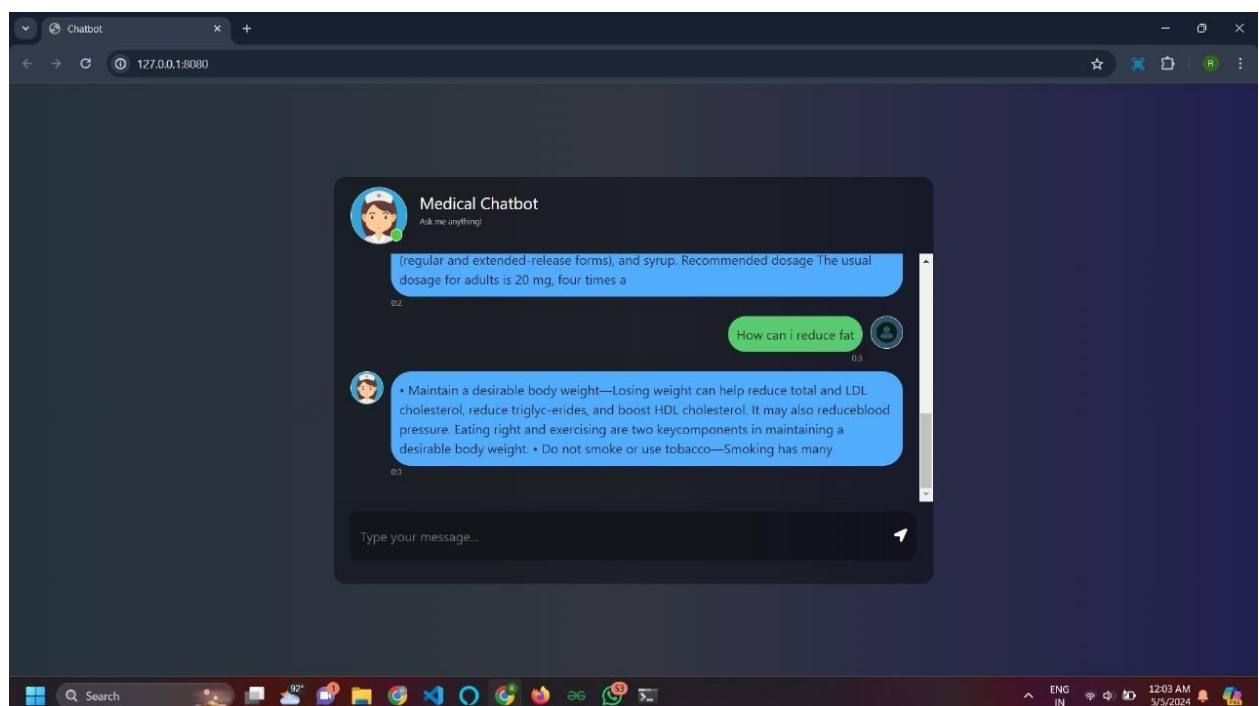 Chatbot
127.0.0.1:8080
R
Medical Chatbot
Ask me anything!
(regular and extended-release forms), and syrup. Recommended dosage The usual
dosage for adults is 20 mg, four times a
0:2
How can i reduce fat
0:3
• Maintain a desirable body weight—Losing weight can help reduce total and LDL
cholesterol, reduce triglyc-erides, and boost HDL cholesterol. It may also reduceblood
pressure. Eating right and exercising are two keycomponents in maintaining a
desirable body weight. • Do not smoke or use tobacco—Smoking has many
0:3
Type your message...
Search
92°
1
53
ENG
IN
12:03 AM
5/5/2024